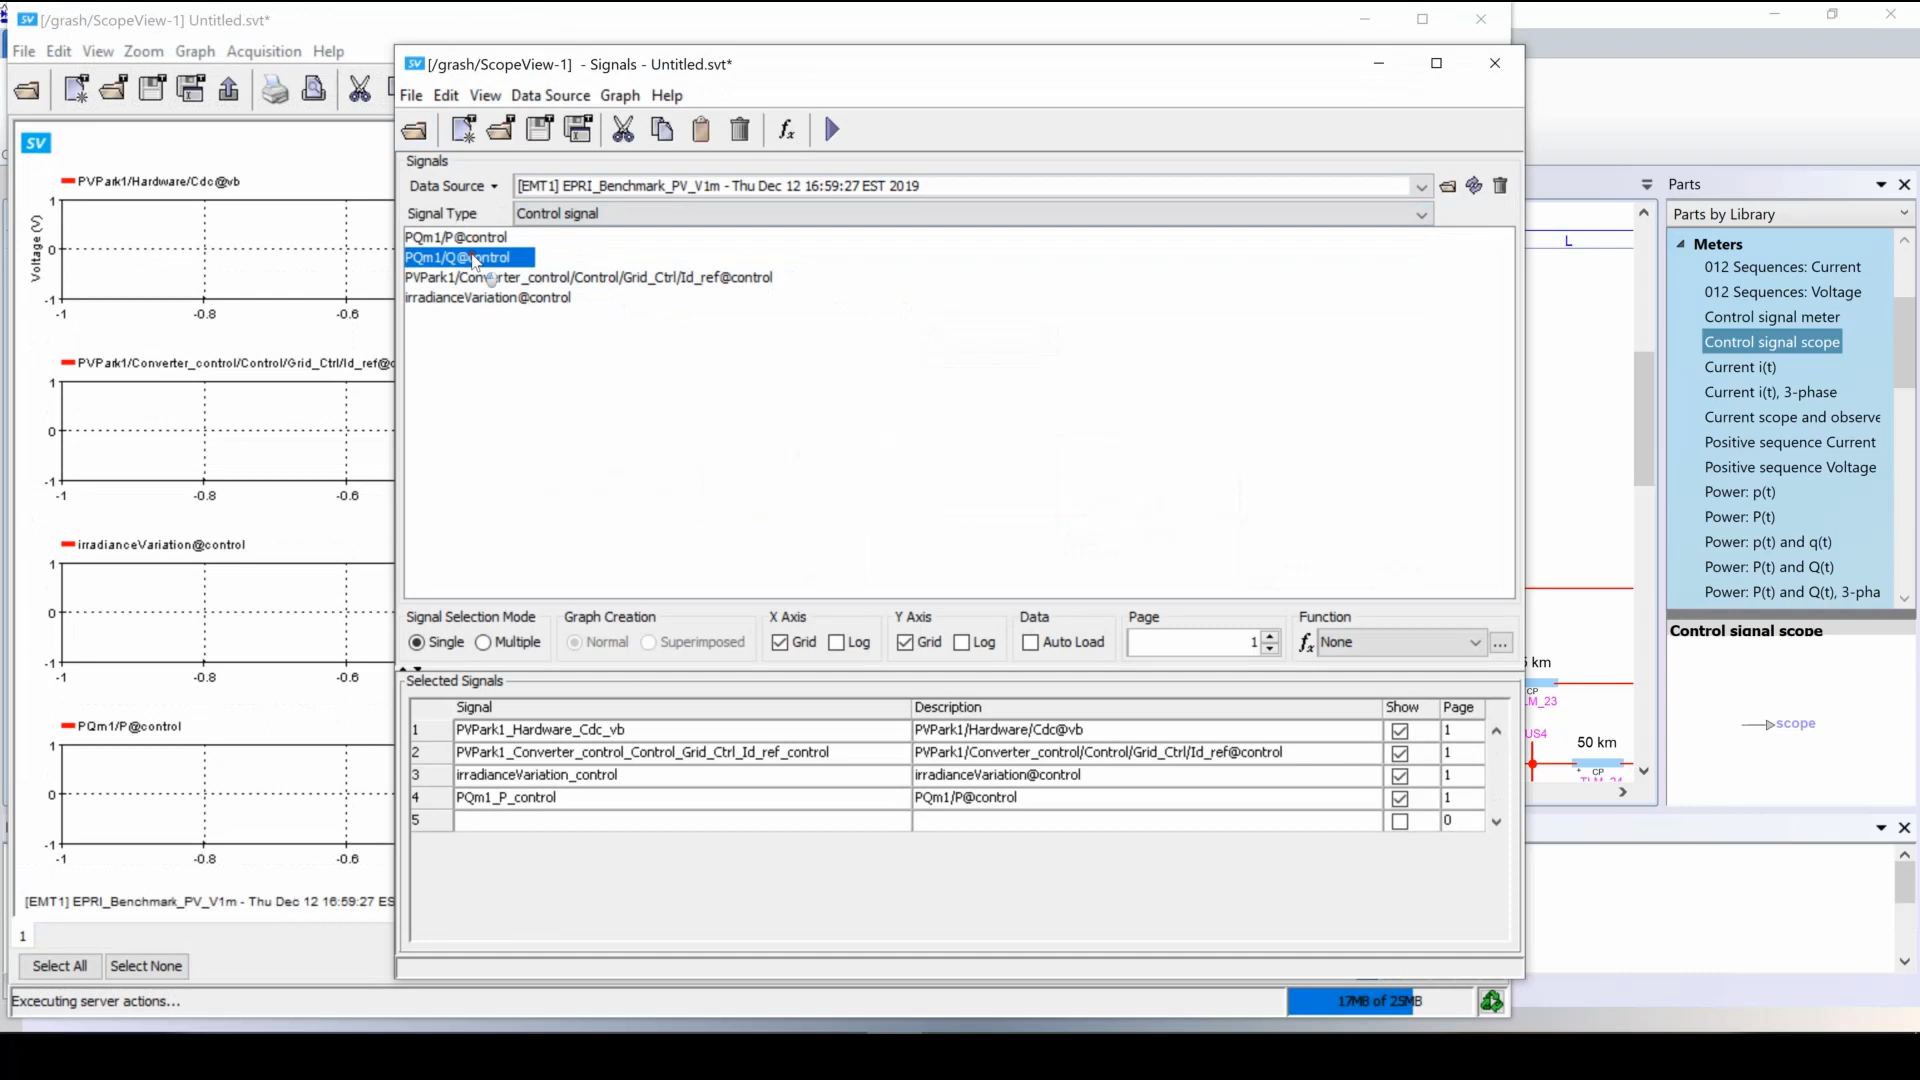 SV [/grash/ScopeView-1] Untitled.svt*
File Edit View Zoom Graph Acquisition Help
SV
PVPark1/Hardware/Cdc@vb
Voltage (V)
1
0
-1
-1 -0.8 -0.6
PVPark1/Converter_control/Control/Grid_Ctrl/Id_ref@c
1
0
-1
-1 -0.8 -0.6
irradianceVariation@control
1
0
-1
-1 -0.8 -0.6
PQm1/P@control
1
0
-1
-1 -0.8 -0.6
[EMT1] EPRI_Benchmark_PV_V1m - Thu Dec 12 16:59:27 ES
1
Select All Select None
Excecuting server actions...
17MB of 25MB
SV [/grash/ScopeView-1] - Signals - Untitled.svt*
File Edit View Data Source Graph Help
fx
Signals
Data Source [EMT1] EPRI_Benchmark_PV_V1m - Thu Dec 12 16:59:27 EST 2019
Signal Type Control signal
PQm1/P@control
PQm1/Q@control
PVPark1/Converter_control/Control/Grid_Ctrl/Id_ref@control
irradianceVariation@control
Signal Selection Mode Graph Creation X Axis Y Axis Data Page Function
Single Multiple Normal Superimposed Grid Log Grid Log Auto Load 1 fx None ...
Selected Signals
Signal Description Show Page
1 PVPark1_Hardware_Cdc_vb PVPark1/Hardware/Cdc@vb 1
2 PVPark1_Converter_control_Control_Grid_Ctrl_Id_ref_control PVPark1/Converter_control/Control/Grid_Ctrl/Id_ref@control 1
3 irradianceVariation_control irradianceVariation@control 1
4 PQm1_P_control PQm1/P@control 1
5 0
L
km
CP
LM_23
US4
50 km
CP
Parts
Parts by Library
Meters
012 Sequences: Current
012 Sequences: Voltage
Control signal meter
Control signal scope
Current i(t)
Current i(t), 3-phase
Current scope and observe
Positive sequence Current
Positive sequence Voltage
Power: p(t)
Power: P(t)
Power: p(t) and q(t)
Power: P(t) and Q(t)
Power: P(t) and Q(t), 3-pha
Control signal scope
scope